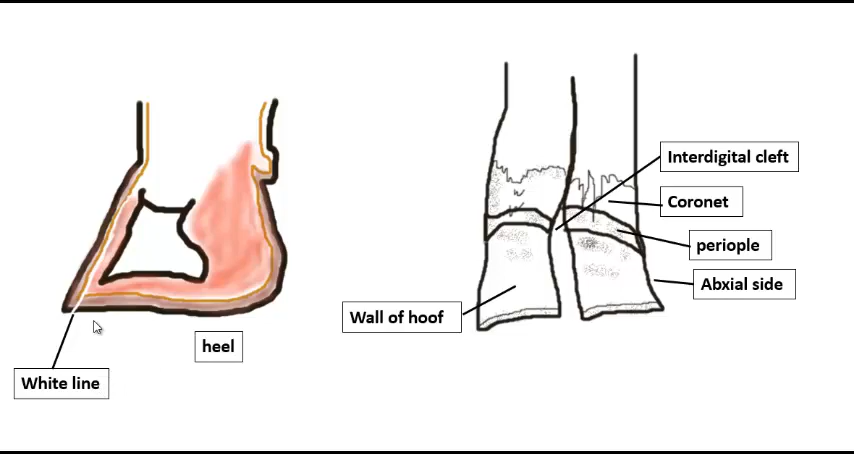 Interdigital cleft
Coronet
periople
Abxial side
Wall of hoof
heel
White line